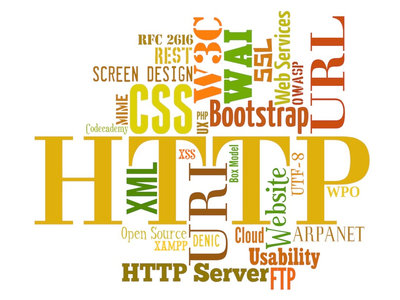 RFC 2616
REST
SCREEN DESIGN
W3C
WAI
SSL
Web Services
OWASP
URL
MIME
CSS
UX
PHP
Bootstrap
Codecademy
HTTP
XML
XSS
URI
Box Model
Website
UTF-8
WPO
Open Source
XAMPP
DENIC
Cloud
ARPANET
Usability
HTTP Server
FTP